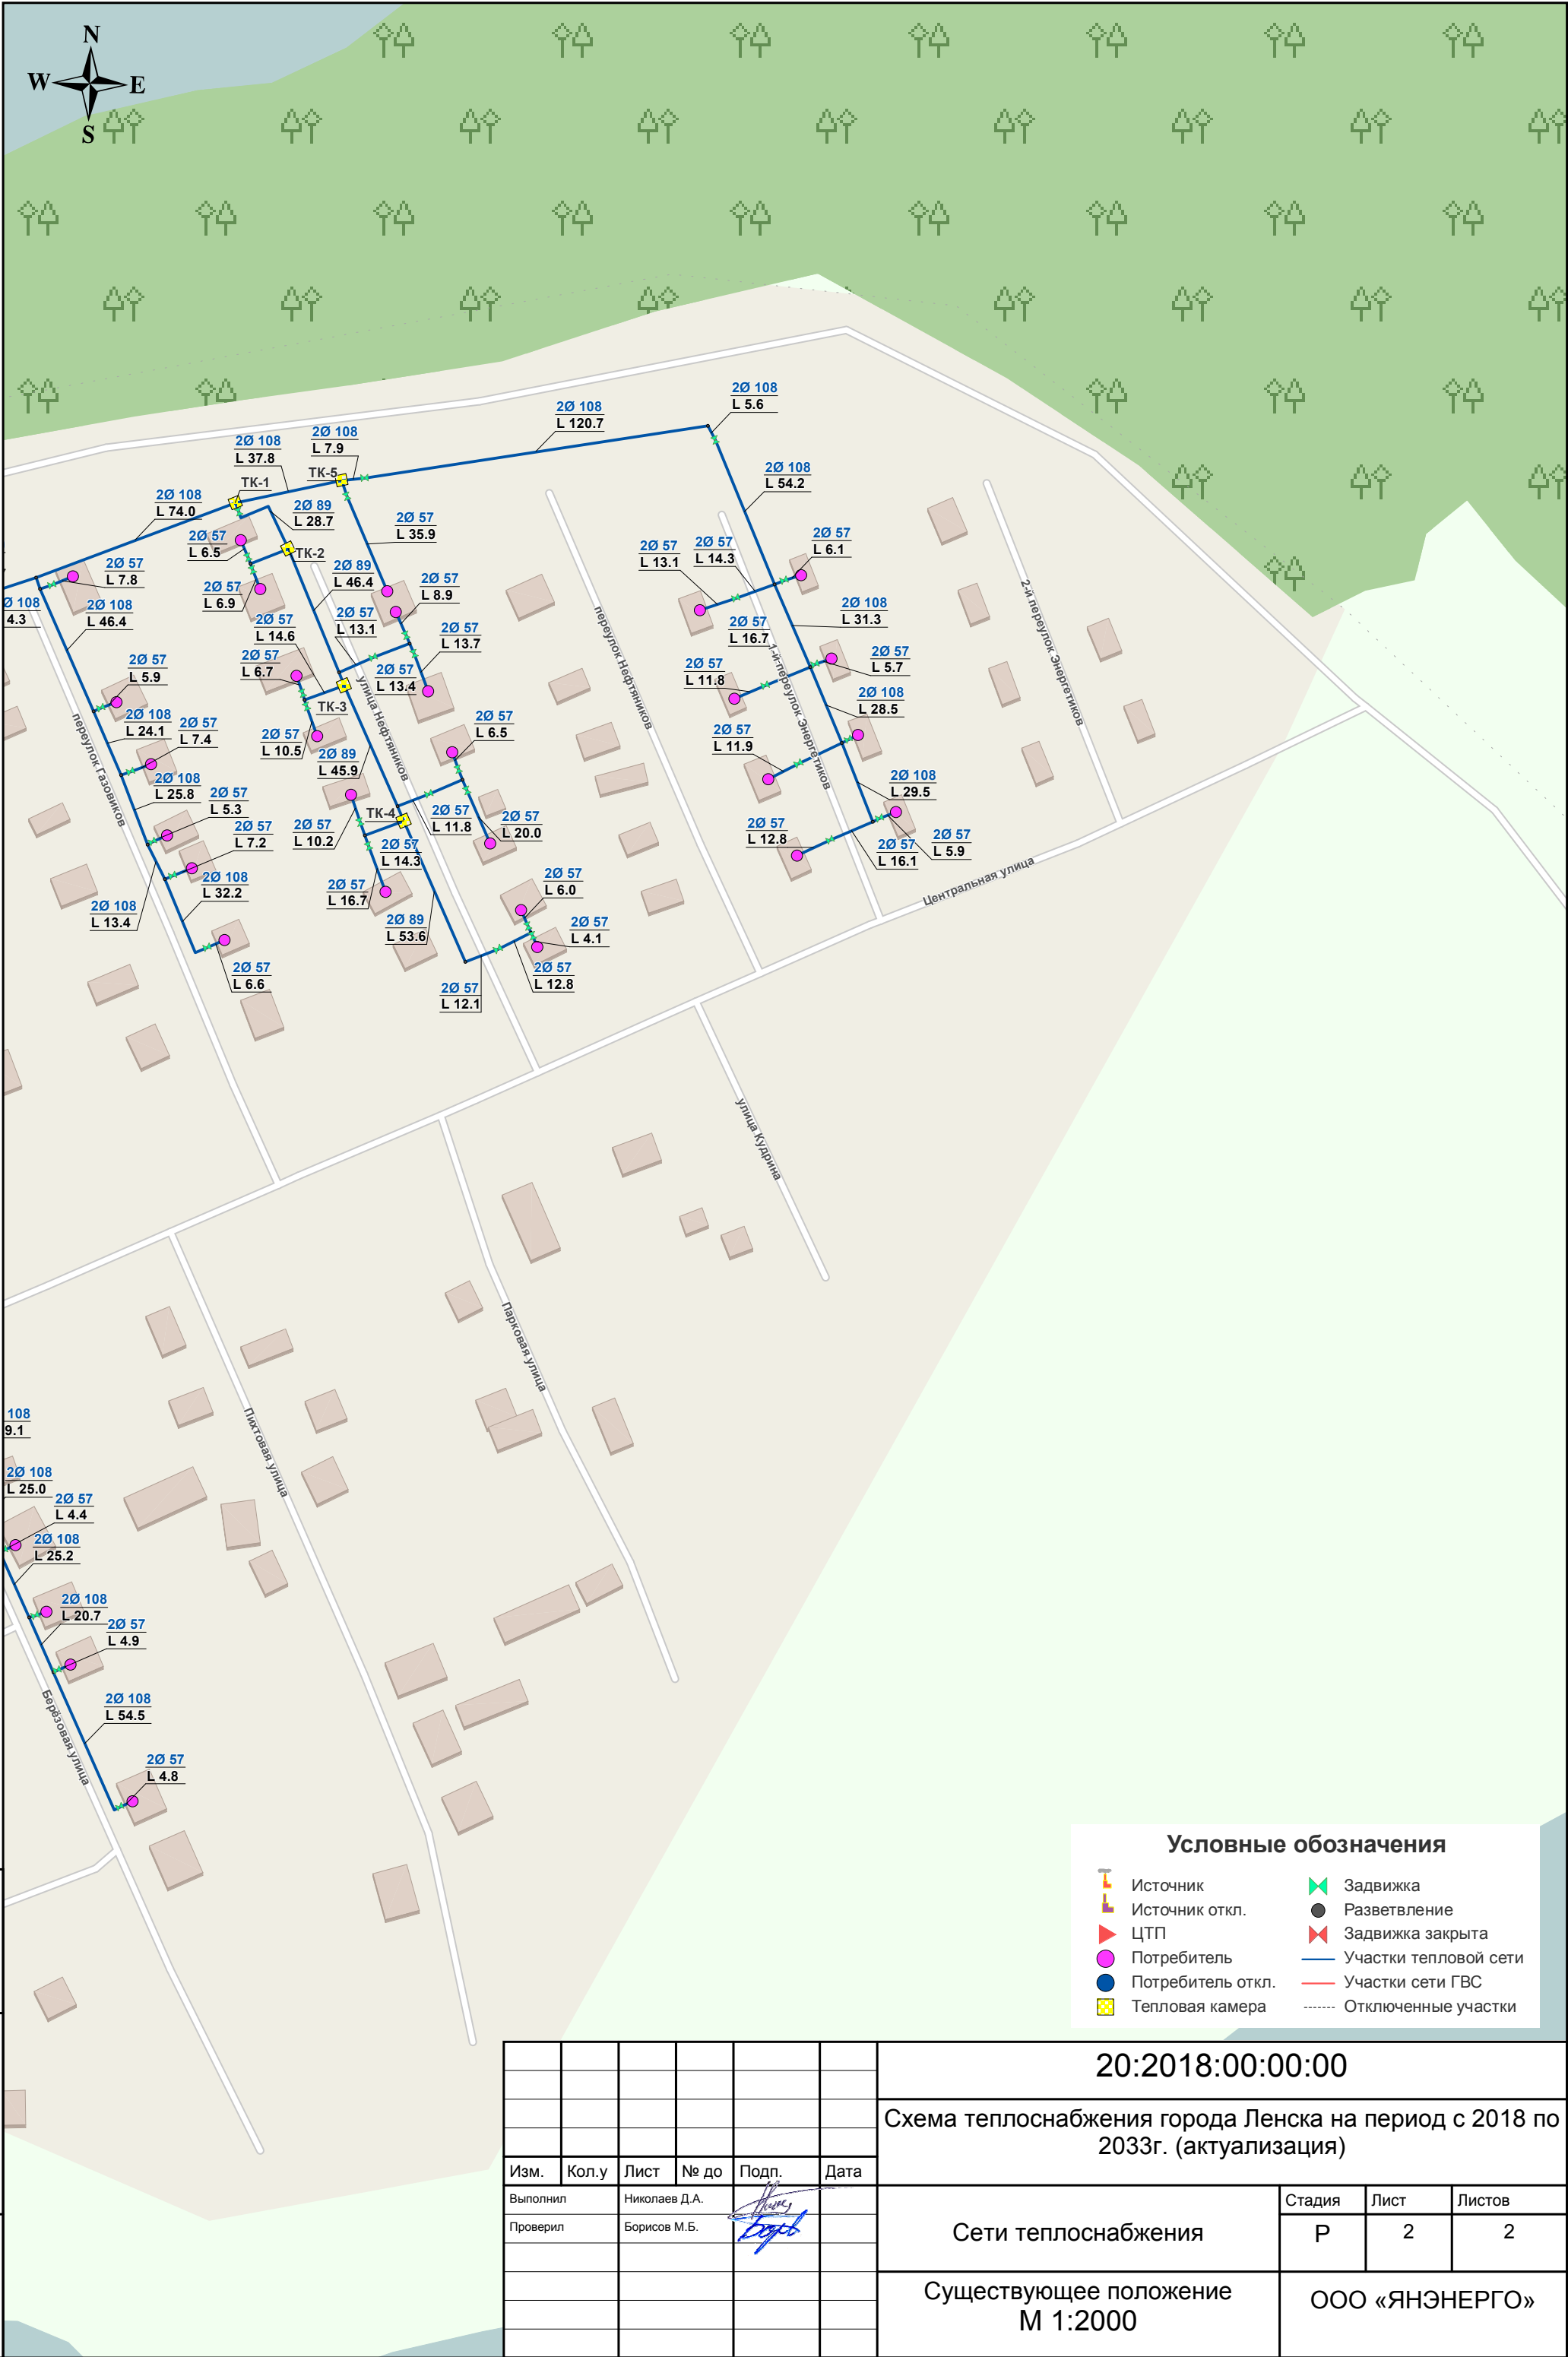 N
W
E
S
2Ø 108
L 5.6
2Ø 108
L 120.7
2Ø 108
L 7.9
2Ø 108
L 37.8
ТК-5
ТК-1
2Ø 108
L 54.2
2Ø 108
L 74.0
2Ø 89
L 28.7
2Ø 57
L 35.9
2Ø 57
L 6.5
ТК-2
2Ø 57
L 6.1
2Ø 57
L 14.3
2Ø 57
L 13.1
2Ø 57
L 7.8
2Ø 89
L 46.4
2Ø 57
L 8.9
2Ø 57
L 6.9
Ø 108
4.3
2Ø 108
L 46.4
2Ø 57
L 13.1
2Ø 57
L 14.6
2Ø 57
L 13.7
2Ø 108
L 31.3
2Ø 57
L 16.7
2Ø 57
L 6.7
2Ø 57
L 13.4
2Ø 57
L 5.9
2Ø 57
L 5.7
2Ø 57
L 11.8
ТК-3
2Ø 108
L 28.5
2Ø 108
L 24.1
2Ø 57
L 7.4
2Ø 57
L 6.5
2Ø 57
L 10.5
2Ø 57
L 11.9
2Ø 89
L 45.9
2Ø 108
L 25.8
2Ø 57
L 5.3
2Ø 108
L 29.5
2Ø 57
L 7.2
2Ø 57
L 10.2
ТК-4
2Ø 57
L 11.8
2Ø 57
L 20.0
2Ø 57
L 12.8
2Ø 57
L 5.9
2Ø 57
L 16.1
2Ø 57
L 14.3
2Ø 108
L 32.2
2Ø 57
L 16.7
2Ø 57
L 6.0
2Ø 108
L 13.4
2Ø 89
L 53.6
2Ø 57
L 4.1
2Ø 57
L 6.6
2Ø 57
L 12.8
2Ø 57
L 12.1
переулок Газовиков
улица Нефтяников
переулок Нефтяников
1-й переулок Энергетиков
2-й переулок Энергетиков
Центральная улица
улица Кудрина
Парковая улица
Пихтовая улица
Берёзовая улица
108
9.1
2Ø 108
L 25.0
2Ø 57
L 4.4
2Ø 108
L 25.2
2Ø 108
L 20.7
2Ø 57
L 4.9
2Ø 108
L 54.5
2Ø 57
L 4.8
Условные обозначения
Источник
Источник откл.
ЦТП
Потребитель
Потребитель откл.
Тепловая камера
Задвижка
Разветвление
Задвижка закрыта
Участки тепловой сети
Участки сети ГВС
Отключенные участки
20:2018:00:00:00
Схема теплоснабжения города Ленска на период с 2018 по
2033г. (актуализация)
Изм. Кол.у Лист № до Подп. Дата
Выполнил Николаев Д.А.
Проверил Борисов М.Б.
Сети теплоснабжения
Стадия Лист Листов
Р 2 2
Существующее положение
М 1:2000
ООО «ЯНЭНЕРГО»